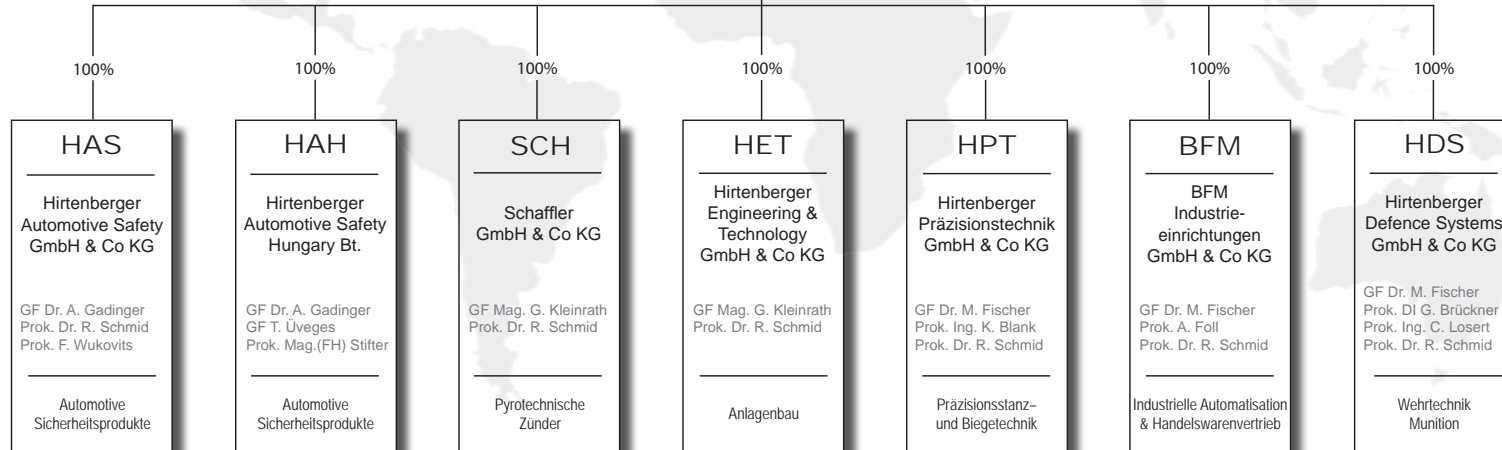 100%
100%
100%
100%
100%
100%
100%
HAS
Hirtenberger
Automotive Safety
GmbH & Co KG
GF Dr. A. Gadinger
Prok. Dr. R. Schmid
Prok. F. Wukovits
Automotive
Sicherheitsprodukte
HAH
Hirtenberger
Automotive Safety
Hungary Bt.
GF Dr. A. Gadinger
GF T. Üveges
Prok. Mag.(FH) Stifter
Automotive
Sicherheitsprodukte
SCH
Schaffler
GmbH & Co KG
GF Mag. G. Kleinrath
Prok. Dr. R. Schmid
Pyrotechnische
Zünder
HET
Hirtenberger
Engineering &
Technology
GmbH & Co KG
GF Mag. G. Kleinrath
Prok. Dr. R. Schmid
Anlagenbau
HPT
Hirtenberger
Präzisionstechnik
GmbH & Co KG
GF Dr. M. Fischer
Prok. Ing. K. Blank
Prok. Dr. R. Schmid
Präzisionsstanz–
und Biegetechnik
BFM
BFM
Industrie-
einrichtungen
GmbH & Co KG
GF Dr. M. Fischer
Prok. A. Foll
Prok. Dr. R. Schmid
Industrielle Automatisation
& Handelswarenvertrieb
HDS
Hirtenberger
Defence Systems
GmbH & Co KG
GF Dr. M. Fischer
Prok. DI G. Brückner
Prok. Ing. C. Losert
Prok. Dr. R. Schmid
Wehrtechnik
Munition